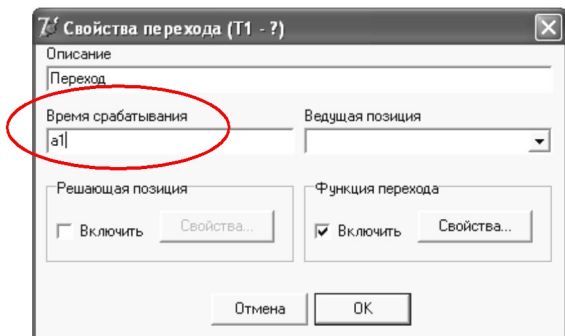 Свойства перехода (T1 - ?)
Описание
Переход
Время срабатывания
Ведущая позиция
a1
Решающая позиция
Функция перехода
Включить
Свойства...
Включить
Свойства...
Отмена
OK